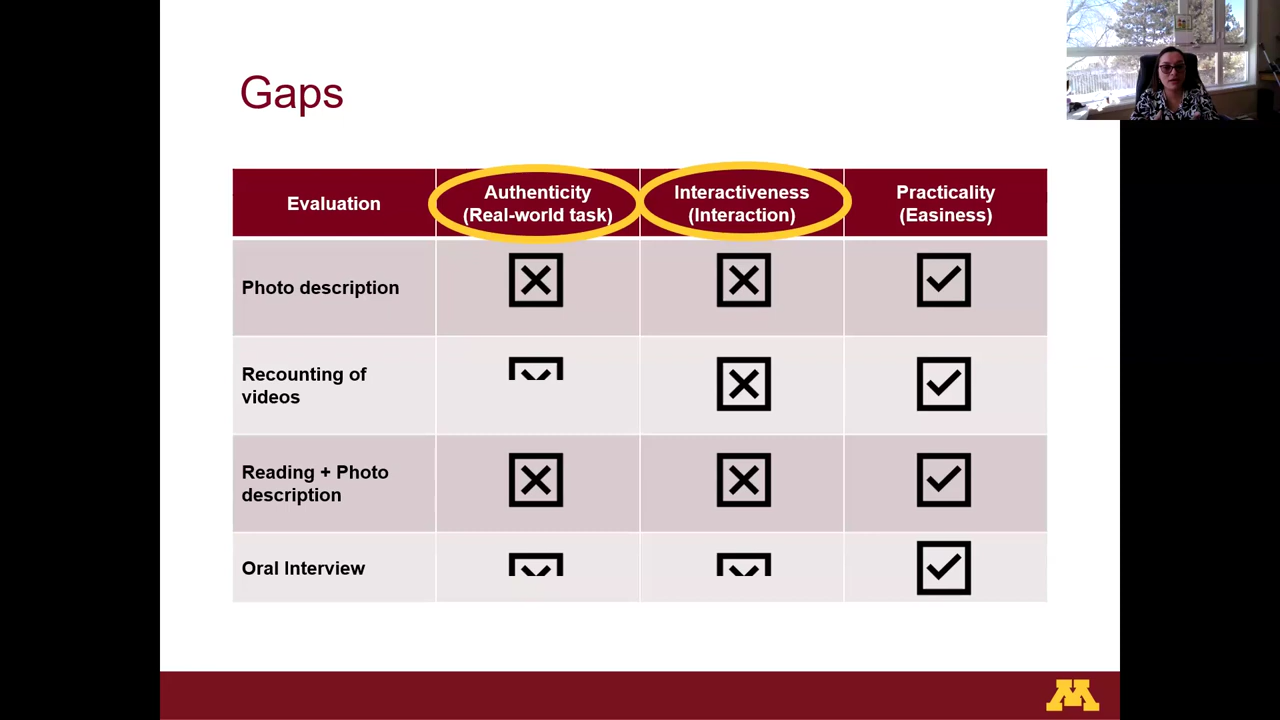 Gaps
Evaluation
Authenticity
(Real-world task)
Interactiveness
(Interaction)
Practicality
(Easiness)
Photo description
Recounting of
videos
Reading + Photo
description
Oral Interview
M